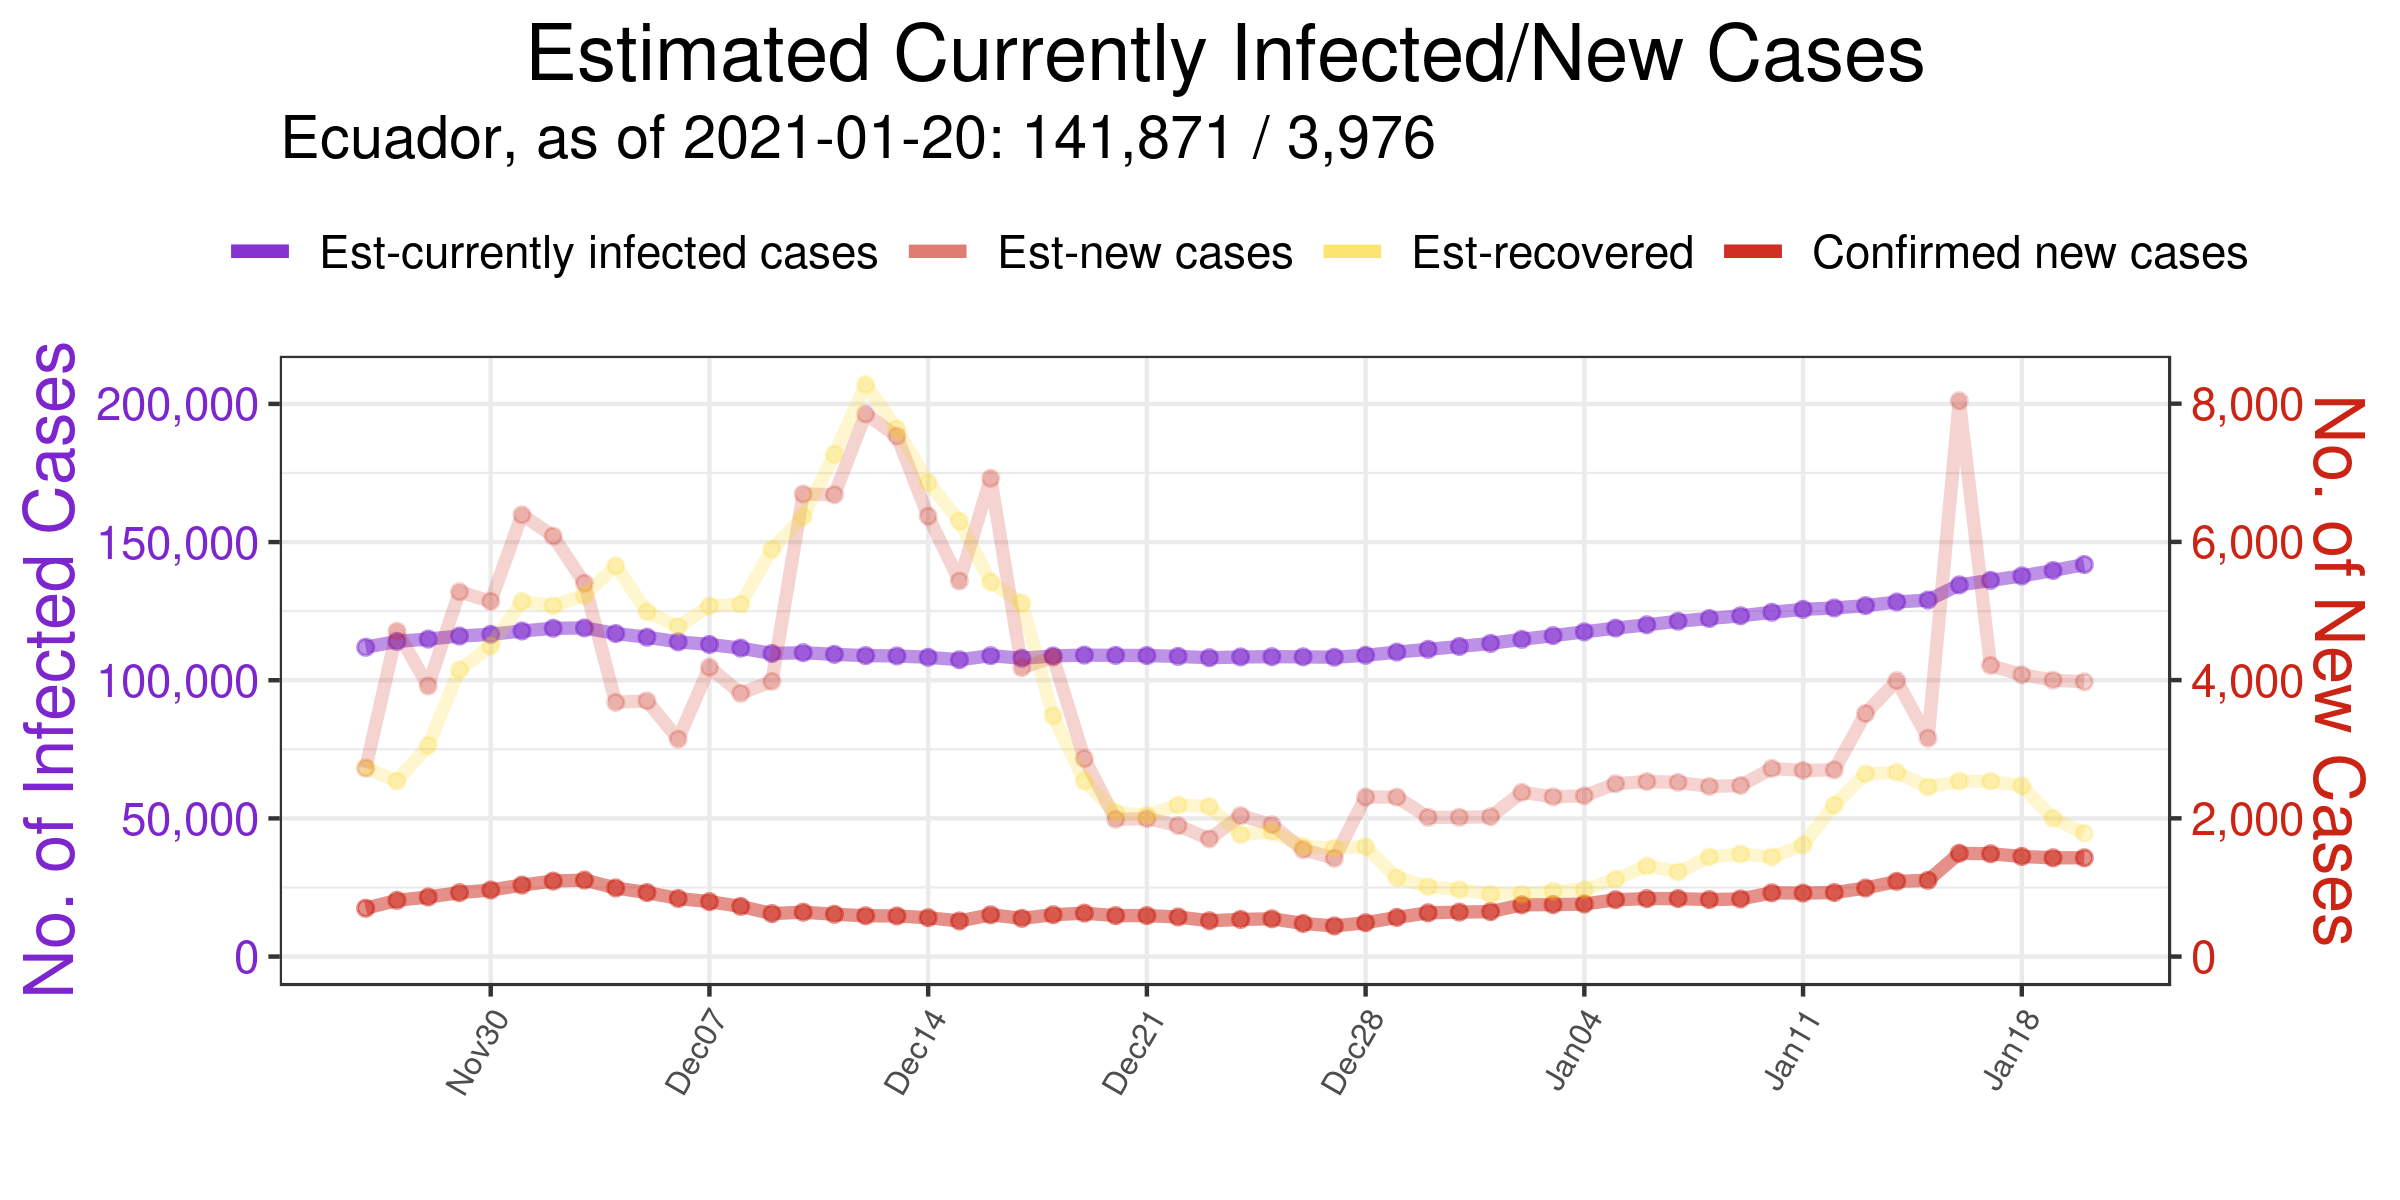 Estimated Currently Infected/New Cases
Ecuador, as of 2021-01-20: 141,871 / 3,976
Est-currently infected cases Est-new cases Est-recovered Confirmed new cases
No. of Infected Cases
200,000
150,000
100,000
50,000
0
8,000
6,000
4,000
2,000
0
No. of New Cases
Nov30 Dec07 Dec14 Dec21 Dec28 Jan04 Jan11 Jan18